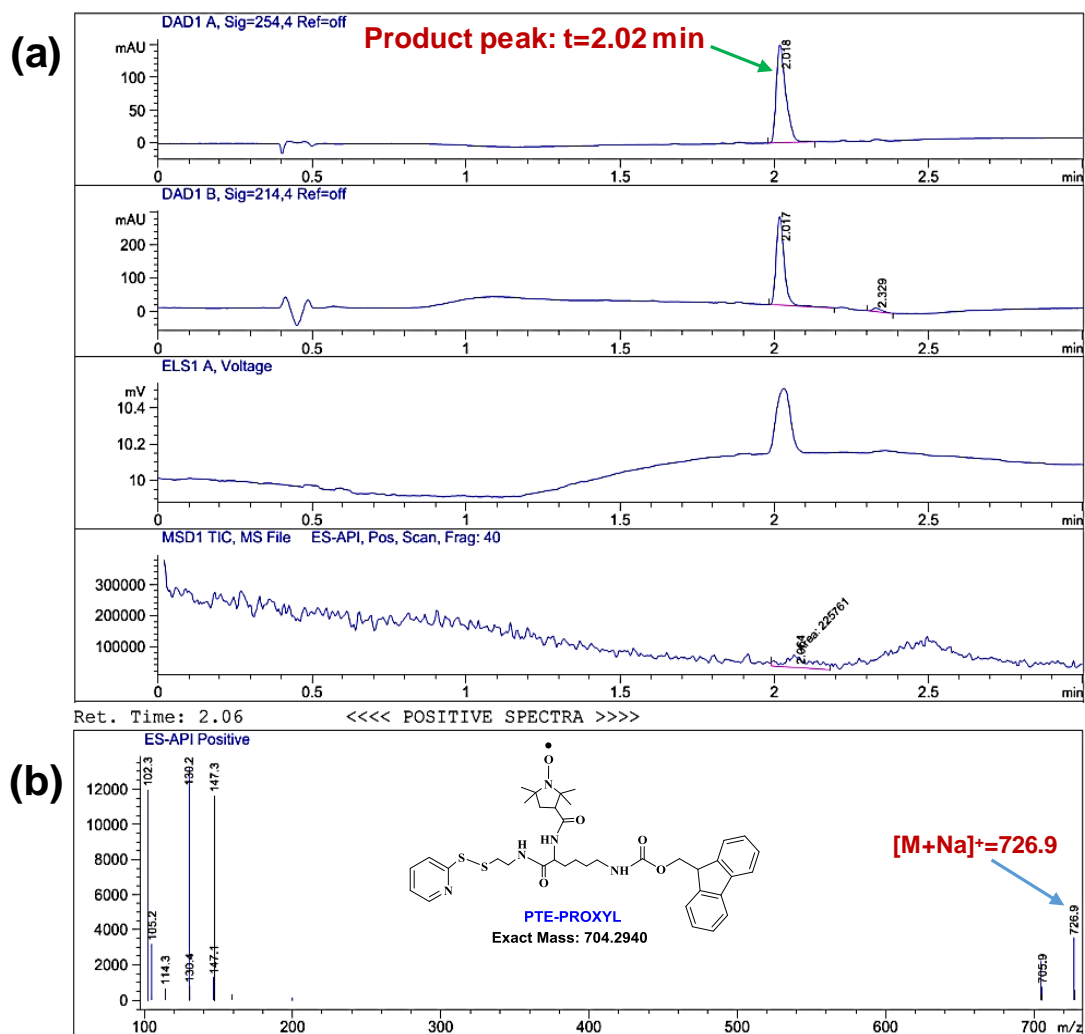 (a)
DAD1 A, Sig=254,4 Ref=off
Product peak: t=2.02 min
mAU
100
50
0
2.018
0 0.5 1 1.5 2 2.5 min
DAD1 B, Sig=214,4 Ref=off
mAU
200
100
0
2.017
2.329
0 0.5 1 1.5 2 2.5 min
ELS1 A, Voltage
mV
10.4
10.2
10
0 0.5 1 1.5 2 2.5 min
MSD1 TIC, MS File ES-API, Pos, Scan, Frag: 40
300000
200000
100000
Area: 225761
0 0.5 1 1.5 2 2.5 min
Ret. Time: 2.06 <<<< POSITIVE SPECTRA >>>>
(b)
ES-API Positive
12000
10000
8000
6000
4000
2000
0
102.3
105.2
114.3
130.2
130.4
147.3
147.1
O
N
O
HN
H
N
O
S
S
N
N
H
O
O
[M+Na]+=726.9
PTE-PROXYL
Exact Mass: 704.2940
705.9
726.9
100 200 300 400 500 600 700 m/z